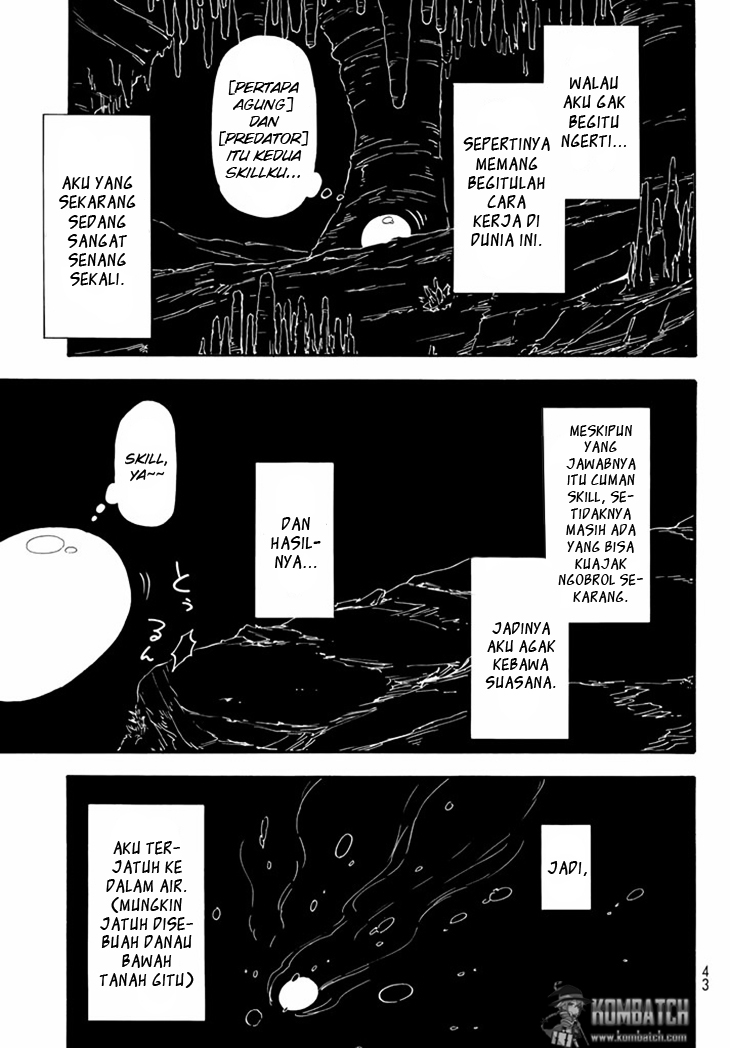 WALAU
AKU GAK
BEGITU
NGERTI...
SEPERTINYA
MEMANG
BEGITULAH
CARA
KERJA DI
DUNIA INI.
[PERTAPA
AGUNG]
DAN
[PREDATOR]
ITU KEDUA
SKILLKU...
AKU YANG
SEKARANG
SEDANG
SANGAT
SENANG
SEKALI.
MESKIPUN
YANG
JAWABNYA
ITU CUMAN
SKILL, SE-
TIDAKNYA
MASIH ADA
YANG BISA
KUAJAK
NGOBROL SE-
KARANG.
JADINYA
AKU AGAK
KEBAWA
SUASANA.
DAN
HASIL-
NYA...
SKILL,
YA~~
とぅ
るん
JADI,
AKU TER-
JATUH KE
DALAM AIR.
(MUNGKIN
JATUH DISE-
BUAH DANAU
BAWAH
TANAH GITU)
43
KOMBATCH
www.kombatch.com